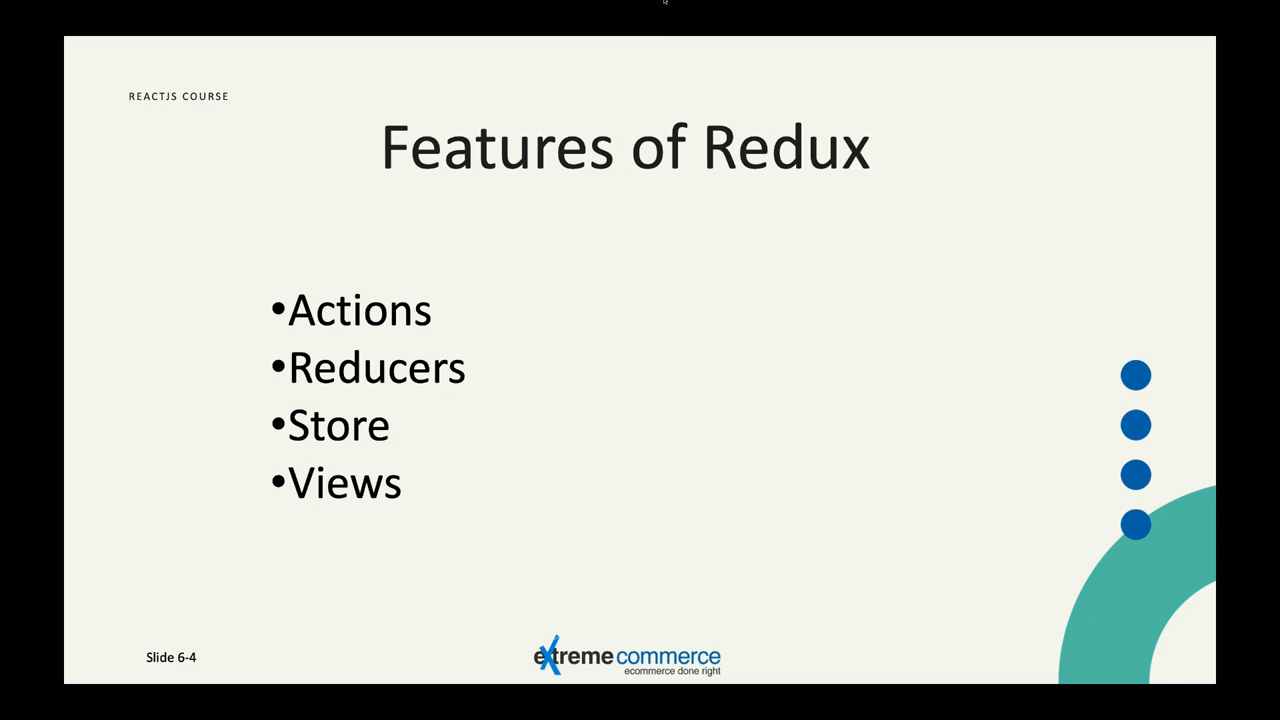 REACTJS COURSE
Features of Redux
•Actions
•Reducers
•Store
•Views
Slide 6-4
extreme commerce
ecommerce done right